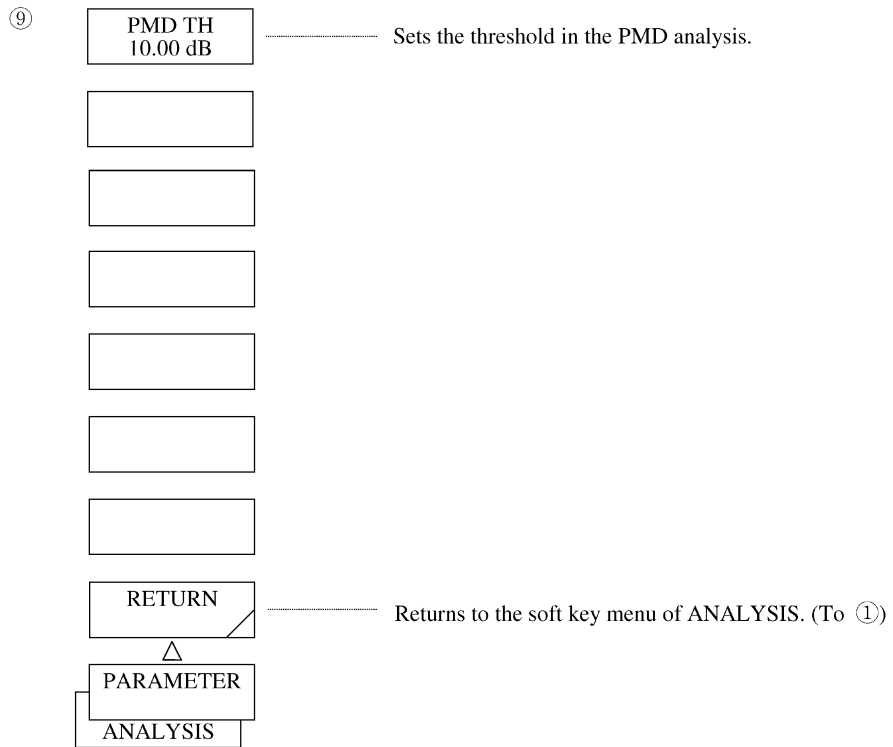 ⑨
PMD TH
10.00 dB
Sets the threshold in the PMD analysis.
RETURN
Returns to the soft key menu of ANALYSIS. (To ①)
PARAMETER
ANALYSIS